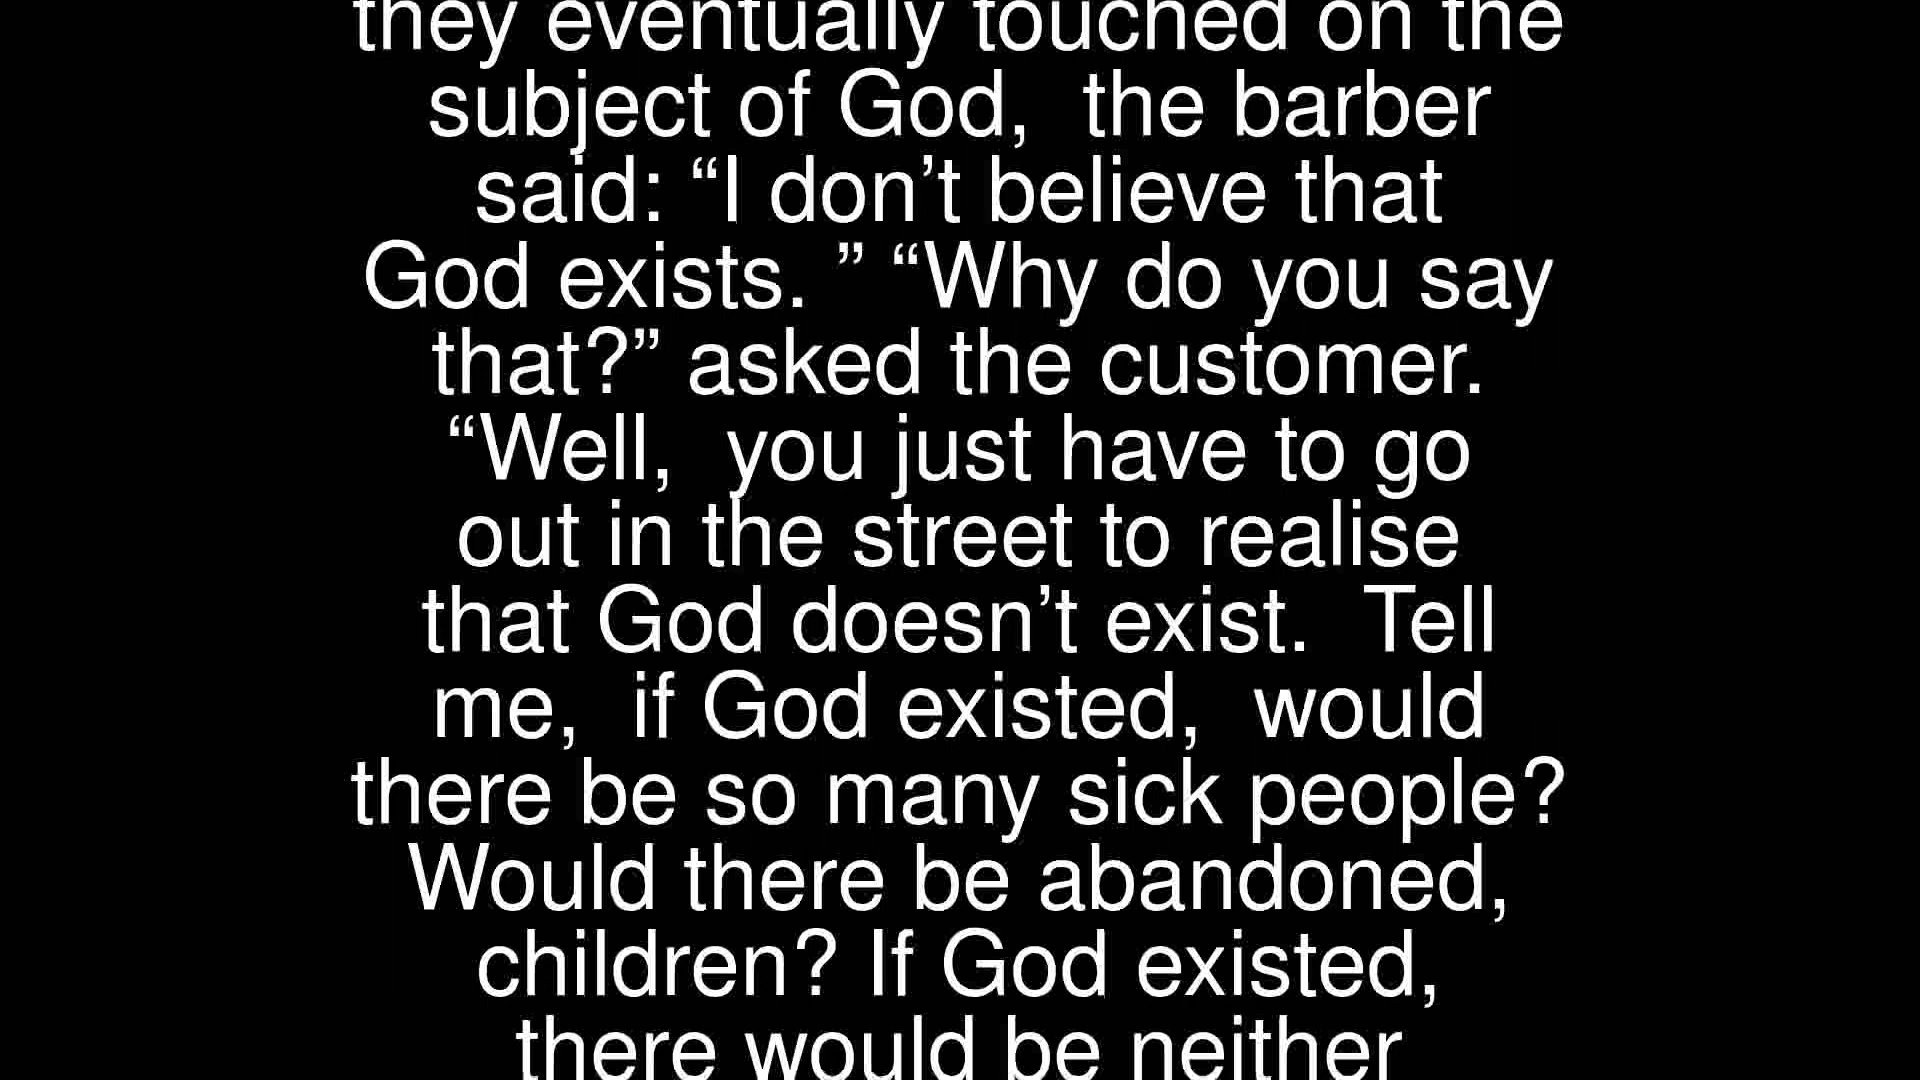 they eventually touched on the
subject of God,  the barber
said: “I don’t believe that
God exists.  ” “Why do you say
that?” asked the customer.
“Well,  you just have to go
out in the street to realise
that God doesn’t exist.  Tell
me,  if God existed,  would
there be so many sick people?
Would there be abandoned,
children? If God existed,
there would be neither